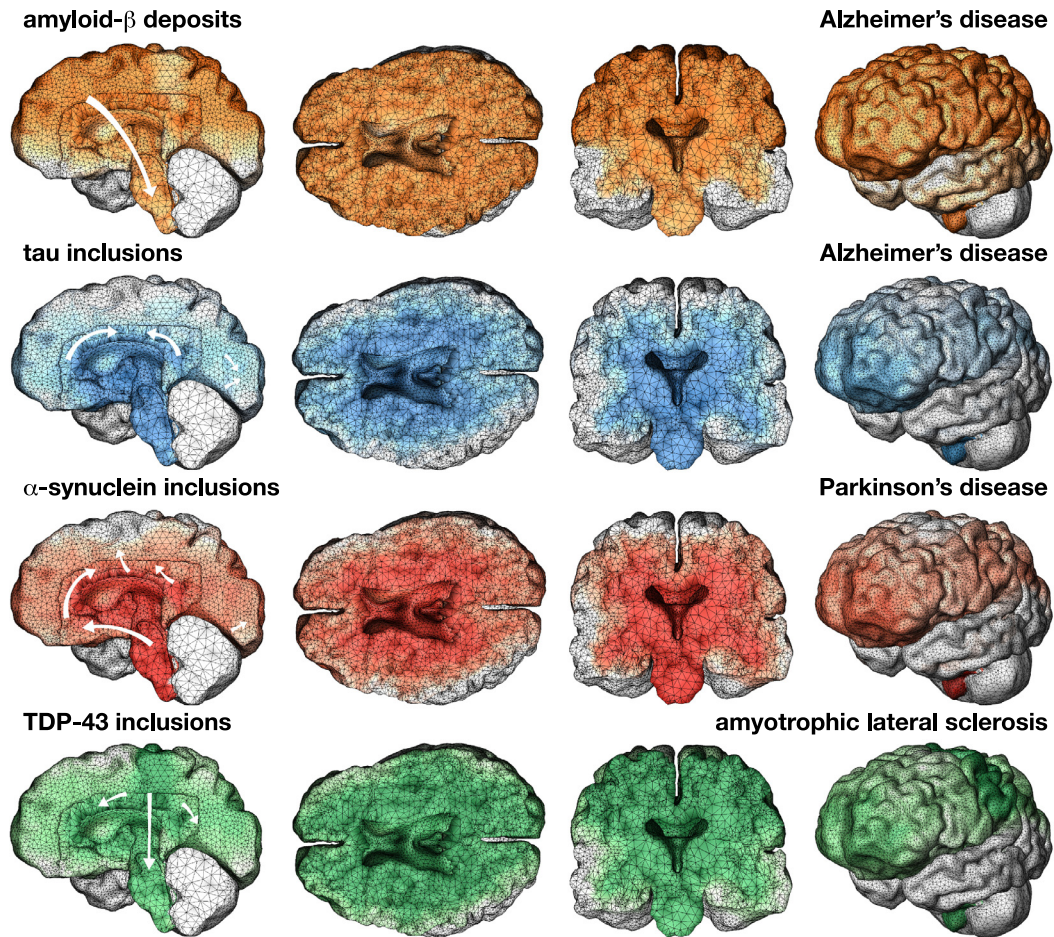 amyloid-β deposits Alzheimer's disease
tau inclusions Alzheimer's disease
α-synuclein inclusions Parkinson's disease
TDP-43 inclusions amyotrophic lateral sclerosis